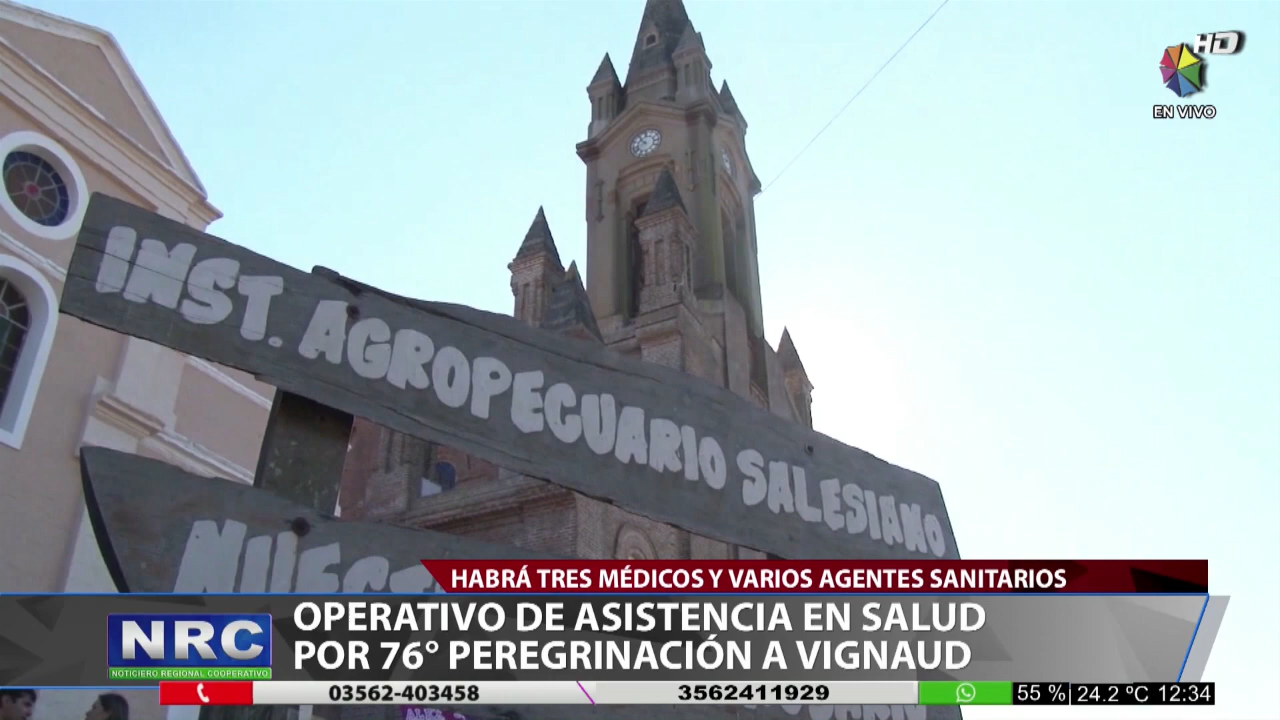 HD
EN VIVO
INST. AGROPECUARIO SALESIANO
HABRÁ TRES MÉDICOS Y VARIOS AGENTES SANITARIOS
OPERATIVO DE ASISTENCIA EN SALUD
POR 76° PEREGRINACIÓN A VIGNAUD
NRC
NOTICIERO REGIONAL COOPERATIVO
03562-403458 3562411929 55 % 24.2 ºC 12:34